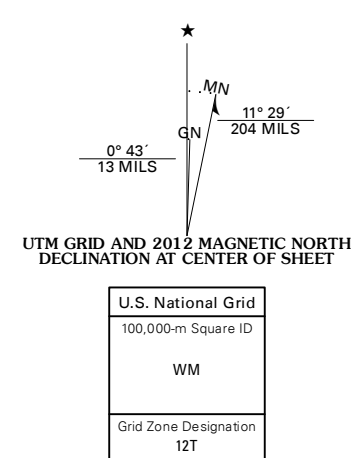 ★
MN
GN
11° 29´
204 MILS
0° 43´
13 MILS
UTM GRID AND 2012 MAGNETIC NORTH
DECLINATION AT CENTER OF SHEET
U.S. National Grid
100,000-m Square ID
WM
Grid Zone Designation
12T